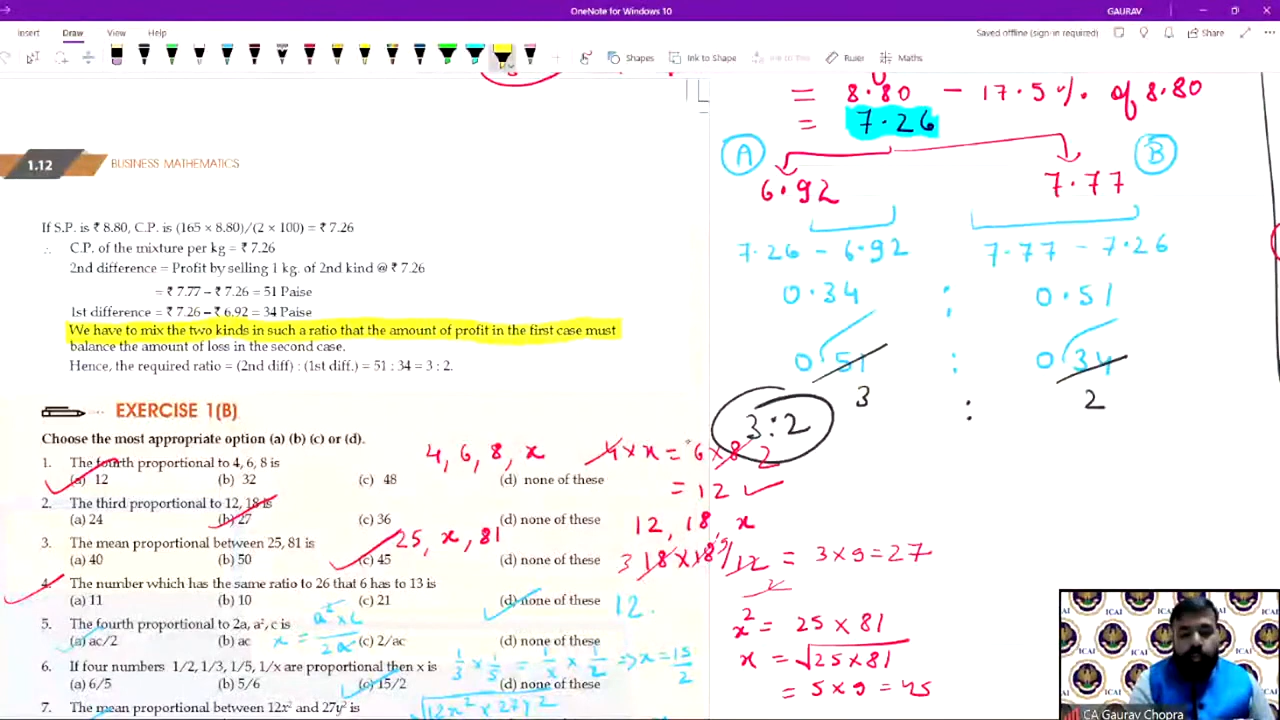 OneNote for Windows 10
GAURAV
Insert Draw View Help
Saved offline (sign in required)
Share
Shapes
Ink to Shape
Ruler
Maths
1.12 BUSINESS MATHEMATICS
If S.P. is ₹ 8.80, C.P. is (165 × 8.80)/(2 × 100) = ₹ 7.26
∴ C.P. of the mixture per kg = ₹ 7.26
2nd difference = Profit by selling 1 kg. of 2nd kind @ ₹ 7.26
= ₹ 7.77 – ₹ 7.26 = 51 Paise
1st difference = ₹ 7.26 – ₹ 6.92 = 34 Paise
We have to mix the two kinds in such a ratio that the amount of profit in the first case must
balance the amount of loss in the second case.
Hence, the required ratio = (2nd diff) : (1st diff.) = 51 : 34 = 3 : 2.
EXERCISE 1(B)
Choose the most appropriate option (a) (b) (c) or (d).
1. The fourth proportional to 4, 6, 8 is
(a) 12 (b) 32 (c) 48 (d) none of these
2. The third proportional to 12, 18 is
(a) 24 (b) 27 (c) 36 (d) none of these
3. The mean proportional between 25, 81 is
(a) 40 (b) 50 (c) 45 (d) none of these
4. The number which has the same ratio to 26 that 6 has to 13 is
(a) 11 (b) 10 (c) 21 (d) none of these
5. The fourth proportional to 2a, a², c is
(a) ac/2 (b) ac (c) 2/ac (d) none of these
6. If four numbers 1/2, 1/3, 1/5, 1/x are proportional then x is
(a) 6/5 (b) 5/6 (c) 15/2 (d) none of these
7. The mean proportional between 12x² and 27y² is
= 8.80 - 17.5% of 8.80
= 7.26
A B
6.92 7.77
7.26 - 6.92 7.77 - 7.26
0.34 : 0.51
0 51 : 0 34
3 : 2
3:2
4, 6, 8, x
4 × x = 6 × 8 2
= 12
12, 18, x
3 18 × 18 9 / 12 = 3 × 9 = 27
2
25, x, 81
x² = 25 × 81
x = √25 × 81
= 5 × 9 = 45
12.
x = a² × c / 2a
1/3 × 1/5 = 1/x × 1/2 => x = 15/2
√12x² × 27y²
ICAI
CA Gaurav Chopra